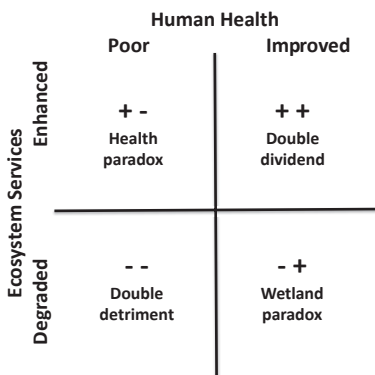 Human Health
Poor Improved
Ecosystem Services
Enhanced
+ -
Health
paradox
+ +
Double
dividend
Degraded
- -
Double
detriment
- +
Wetland
paradox